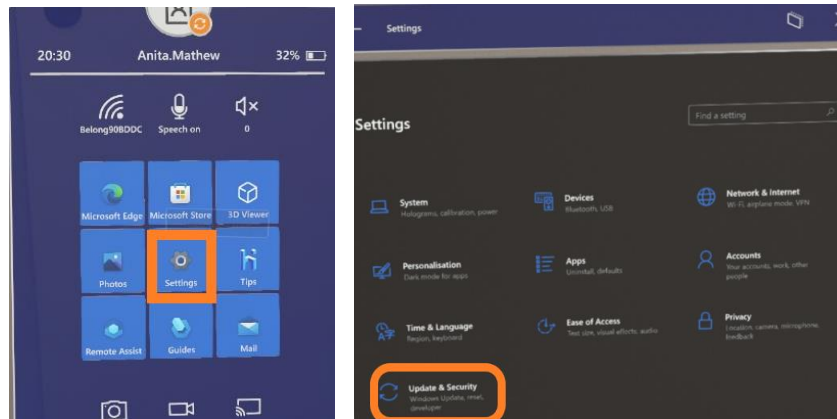 20:30 Anita.Mathew 32%
Belong90BDDC Speech on 0
Microsoft Edge Microsoft Store 3D Viewer
Photos Settings Tips
Remote Assist Guides Mail
Settings
Settings
Find a setting
System
Holograms, calibration, power
Devices
Bluetooth, USB
Network & Internet
Wi-Fi, airplane mode, VPN
Personalisation
Dark mode for apps
Apps
Uninstall, defaults
Accounts
Your accounts, work, other
people
Time & Language
Region, keyboard
Ease of Access
Text size, visual effects, audio
Privacy
Location, camera, microphone,
feedback
Update & Security
Windows Update, reset,
developer